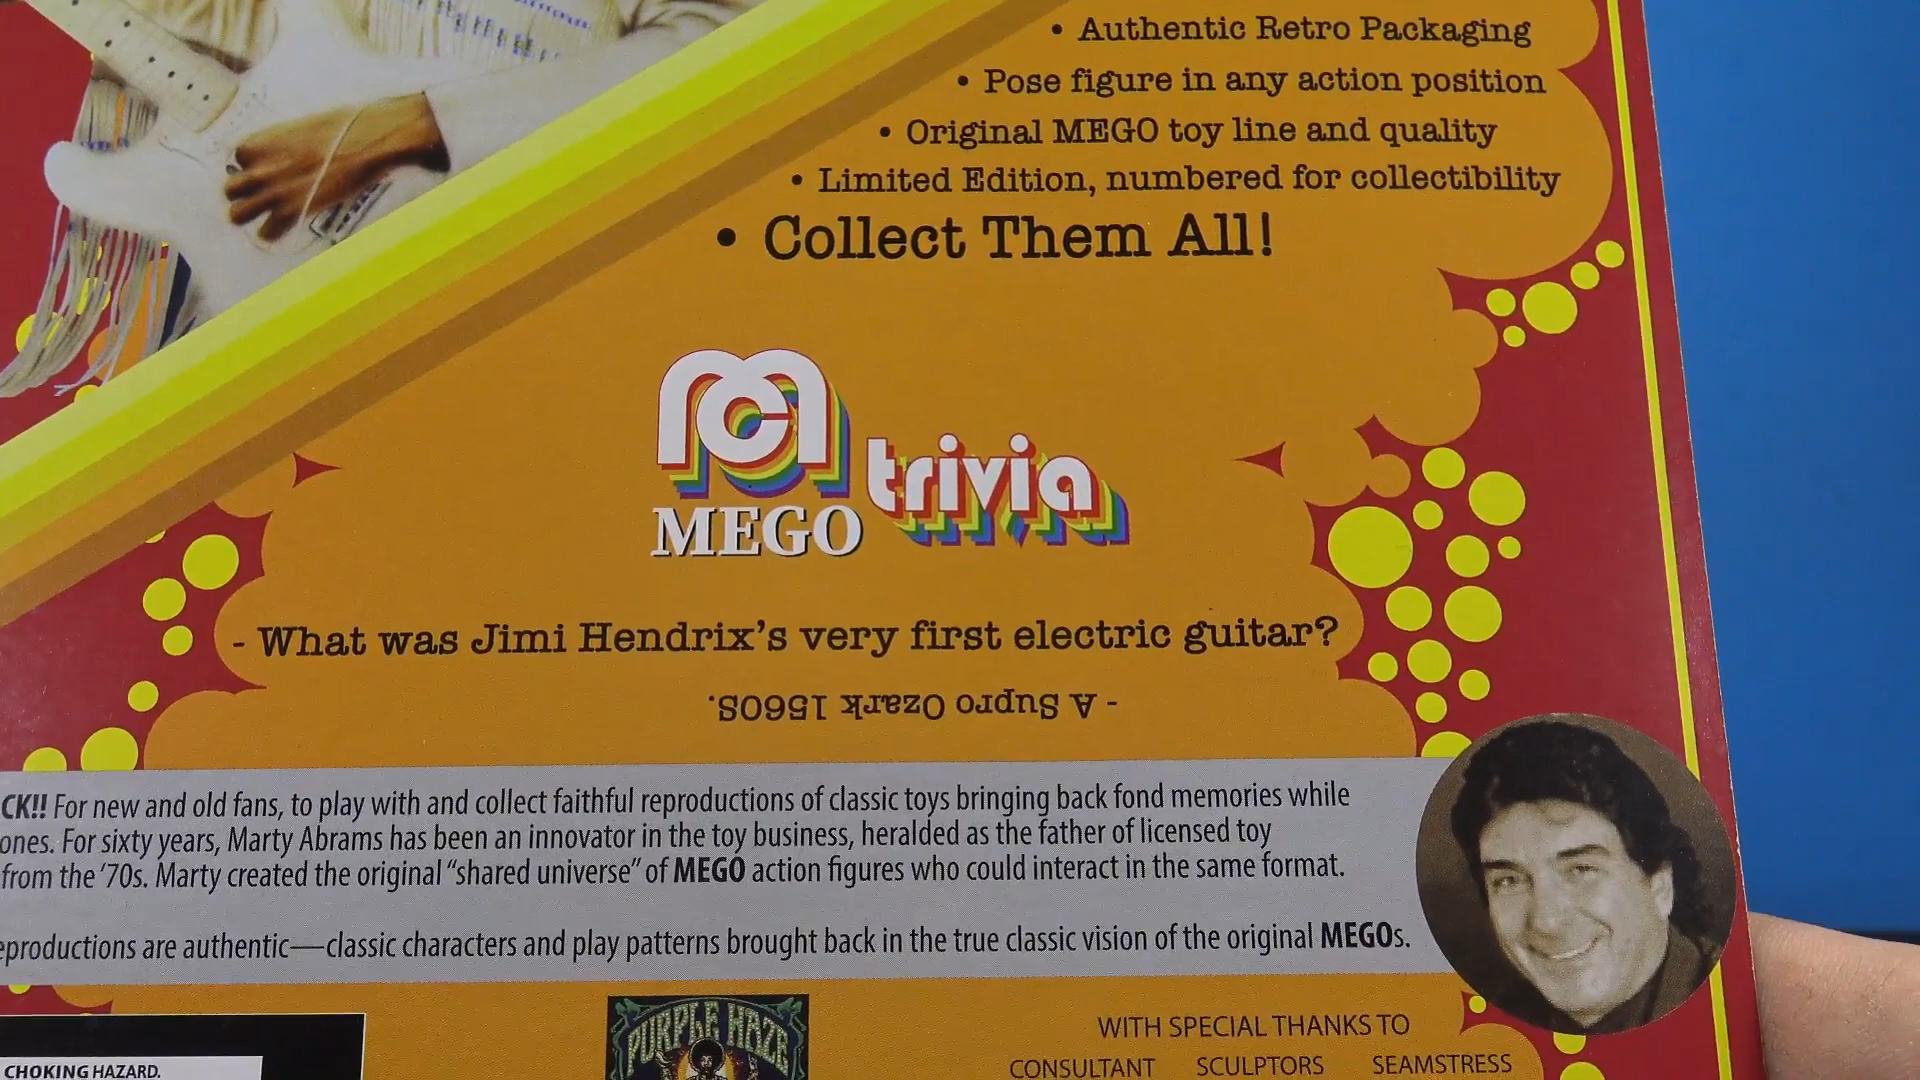 • Authentic Retro Packaging
• Pose figure in any action position
• Original MEGO toy line and quality
• Limited Edition, numbered for collectibility
• Collect Them All!
MEGO trivia
- What was Jimi Hendrix's very first electric guitar?
- A Supro Ozark 1560S.
CK!! For new and old fans, to play with and collect faithful reproductions of classic toys bringing back fond memories while
ones. For sixty years, Marty Abrams has been an innovator in the toy business, heralded as the father of licensed toy
from the '70s. Marty created the original "shared universe" of MEGO action figures who could interact in the same format.
eproductions are authentic—classic characters and play patterns brought back in the true classic vision of the original MEGOs.
PURPLE HAZE
WITH SPECIAL THANKS TO
CONSULTANT SCULPTORS SEAMSTRESS
CHOKING HAZARD.